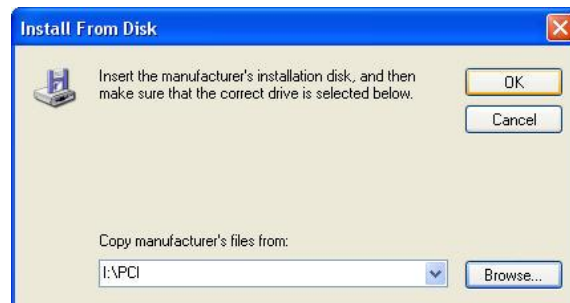 Install From Disk
Insert the manufacturer's installation disk, and then
make sure that the correct drive is selected below.
OK
Cancel
Copy manufacturer's files from:
I:\PCI
Browse...